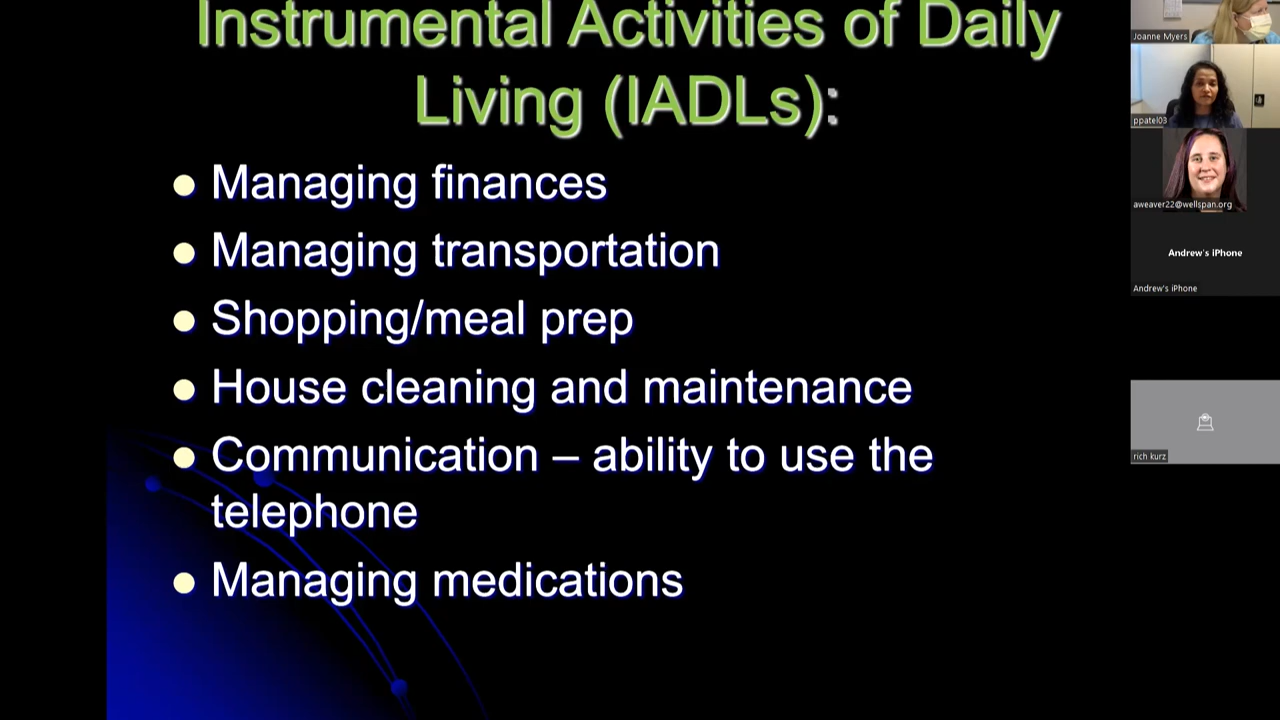 Instrumental Activities of Daily
Living (IADLs):
Managing finances
Managing transportation
Shopping/meal prep
House cleaning and maintenance
Communication – ability to use the
telephone
Managing medications
Joanne Myers
ppatel03
aweaver22@wellspan.org
Andrew's iPhone
Andrew's iPhone
rich kurz